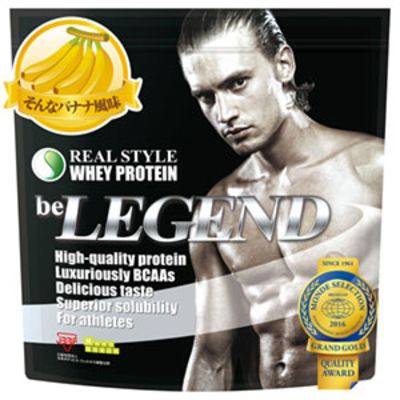 そんなバナナ風味
REAL STYLE
WHEY PROTEIN
be LEGEND
High-quality protein
Luxuriously BCAAs
Delicious taste
Superior solubility
For athletes
SINCE 1961
MONDE SELECTION
2016
GRAND GOLD
QUALITY
AWARD